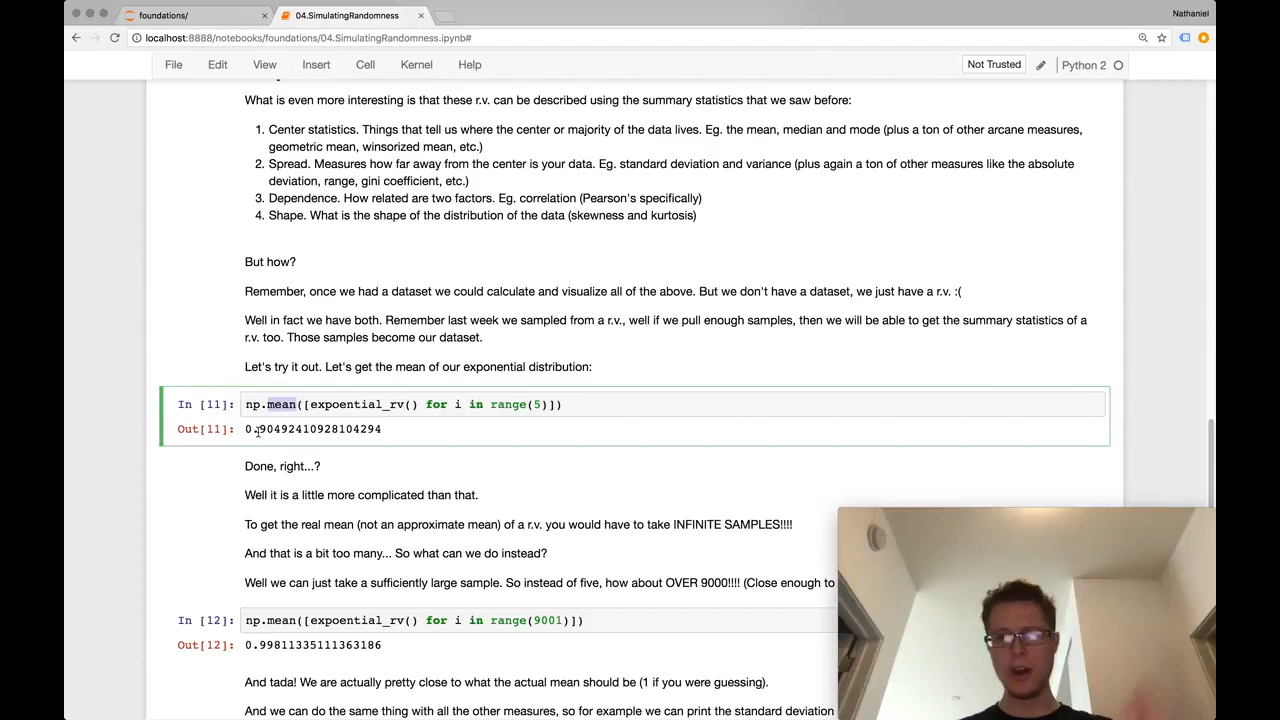 foundations/
04.SimulatingRandomness
Nathaniel
localhost:8888/notebooks/foundations/04.SimulatingRandomness.ipynb#
File Edit View Insert Cell Kernel Help
Not Trusted
Python 2
What is even more interesting is that these r.v. can be described using the summary statistics that we saw before:
1. Center statistics. Things that tell us where the center or majority of the data lives. Eg. the mean, median and mode (plus a ton of other arcane measures,
geometric mean, winsorized mean, etc.)
2. Spread. Measures how far away from the center is your data. Eg. standard deviation and variance (plus again a ton of other measures like the absolute
deviation, range, gini coefficient, etc.)
3. Dependence. How related are two factors. Eg. correlation (Pearson's specifically)
4. Shape. What is the shape of the distribution of the data (skewness and kurtosis)
But how?
Remember, once we had a dataset we could calculate and visualize all of the above. But we don't have a dataset, we just have a r.v. :(
Well in fact we have both. Remember last week we sampled from a r.v., well if we pull enough samples, then we will be able to get the summary statistics of a
r.v. too. Those samples become our dataset.
Let's try it out. Let's get the mean of our exponential distribution:
In [11]: np.mean([expoential_rv() for i in range(5)])
Out[11]: 0.90492410928104294
Done, right...?
Well it is a little more complicated than that.
To get the real mean (not an approximate mean) of a r.v. you would have to take INFINITE SAMPLES!!!!
And that is a bit too many... So what can we do instead?
Well we can just take a sufficiently large sample. So instead of five, how about OVER 9000!!!! (Close enough to
In [12]: np.mean([expoential_rv() for i in range(9001)])
Out[12]: 0.99811335111363186
And tada! We are actually pretty close to what the actual mean should be (1 if you were guessing).
And we can do the same thing with all the other measures, so for example we can print the standard deviation